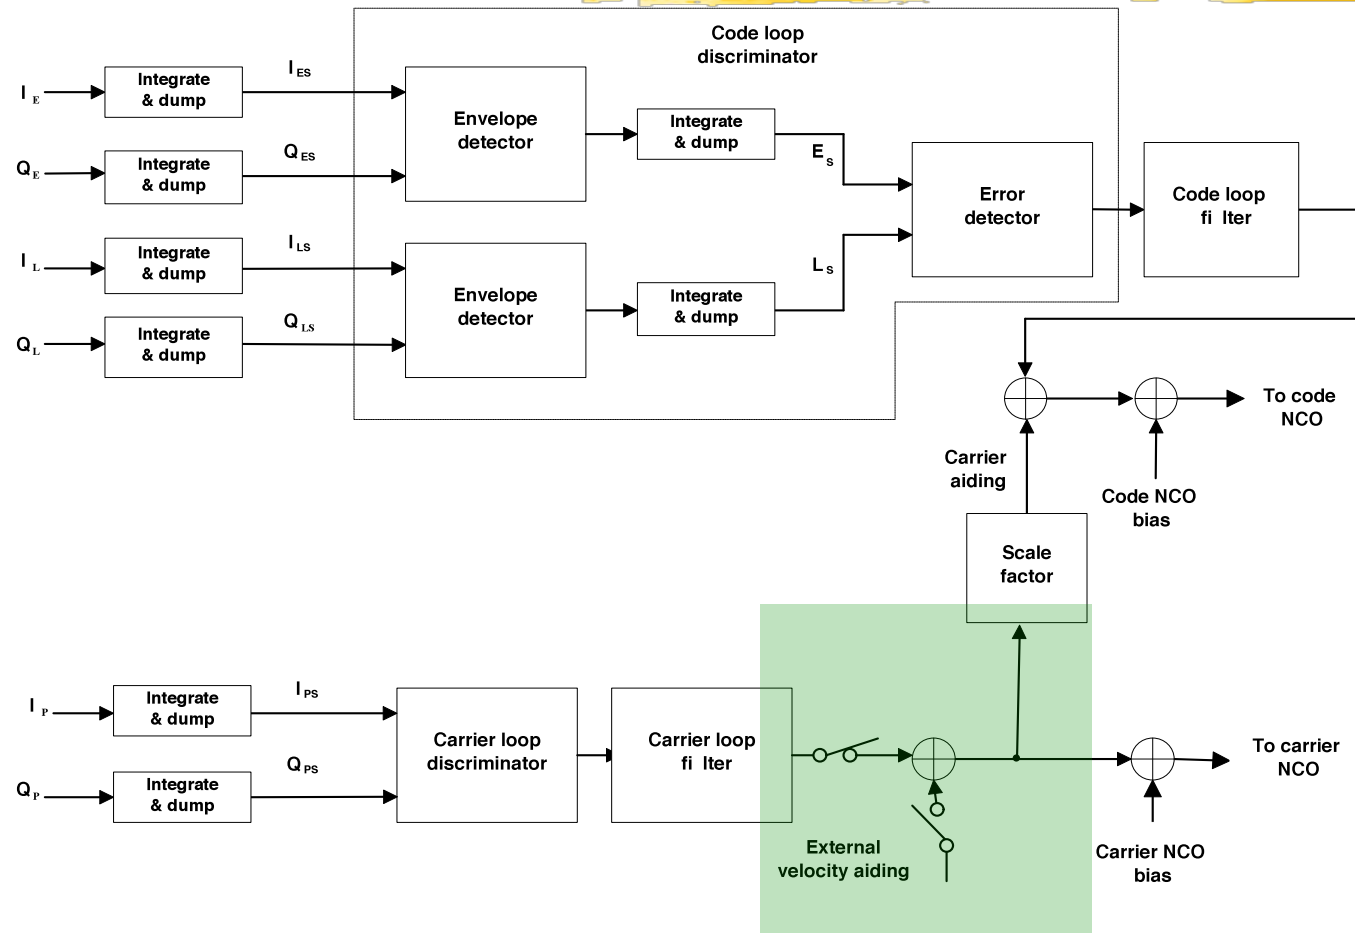 Code loop
discriminator
I E
Integrate
& dump
I ES
Q E
Integrate
& dump
Q ES
Envelope
detector
Integrate
& dump
E S
I L
Integrate
& dump
I LS
Q L
Integrate
& dump
Q LS
Envelope
detector
Integrate
& dump
L S
Error
detector
Code loop
fi lter
To code
NCO
Carrier
aiding
Code NCO
bias
Scale
factor
I P
Integrate
& dump
I PS
Q P
Integrate
& dump
Q PS
Carrier loop
discriminator
Carrier loop
fi lter
External
velocity aiding
To carrier
NCO
Carrier NCO
bias